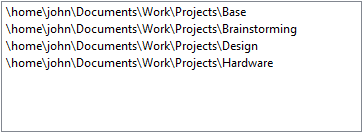 \home\john\Documents\Work\Projects\Base
\home\john\Documents\Work\Projects\Brainstorming
\home\john\Documents\Work\Projects\Design
\home\john\Documents\Work\Projects\Hardware